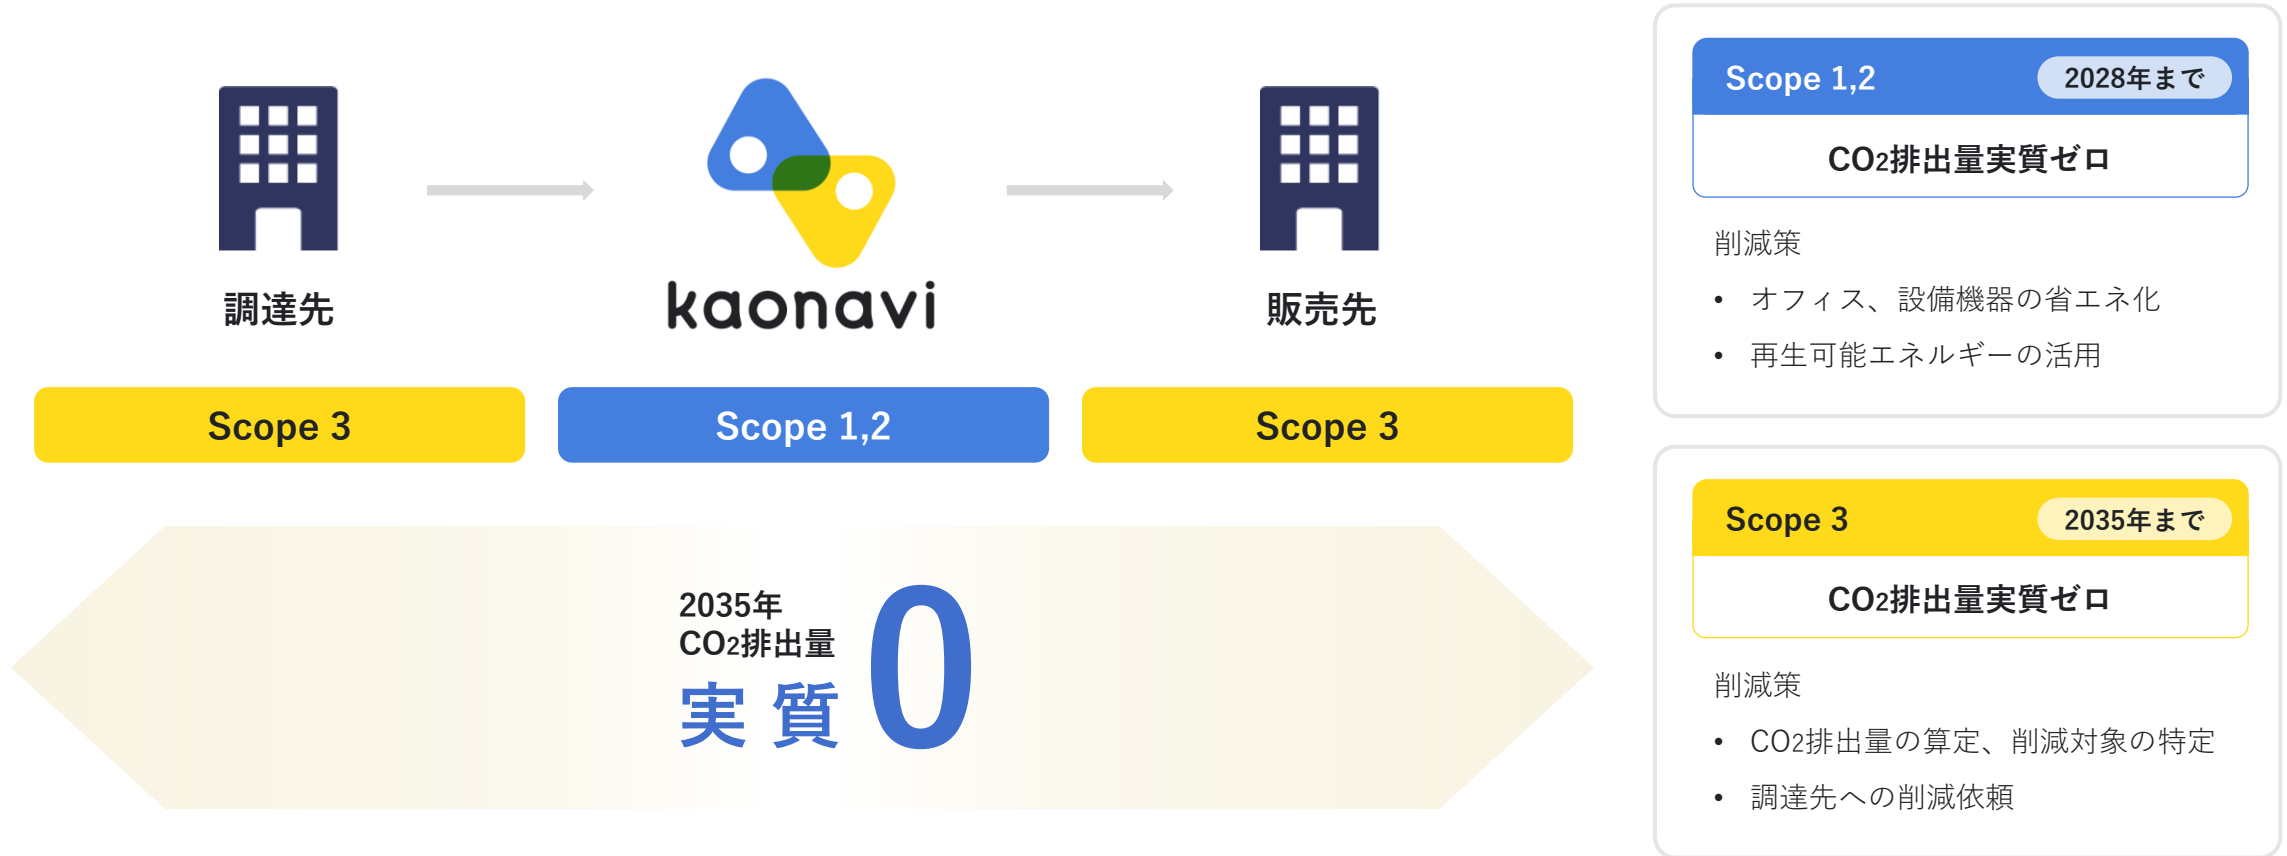 調達先
kaonavi
販売先
Scope 3
Scope 1,2
Scope 3
2035年
CO2排出量
実質0
Scope 1,2
2028年まで
CO2排出量実質ゼロ
削減策
• オフィス、設備機器の省エネ化
• 再生可能エネルギーの活用
Scope 3
2035年まで
CO2排出量実質ゼロ
削減策
• CO2排出量の算定、削減対象の特定
• 調達先への削減依頼